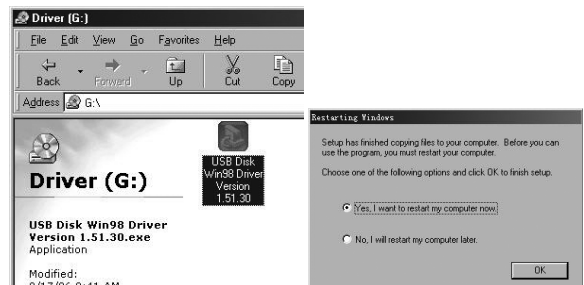 Driver (G:)
File Edit View Go Favorites Help
Back Forward Up Cut Copy
Address G:\
Driver (G:)
USB Disk
Win98 Driver
Version
1.51.30
USB Disk Win98 Driver
Version 1.51.30.exe
Application
Modified:
Restarting Windows
Setup has finished copying files to your computer. Before you can
use the program, you must restart your computer.
Choose one of the following options and click OK to finish setup.
Yes, I want to restart my computer now.
No, I will restart my computer later.
OK